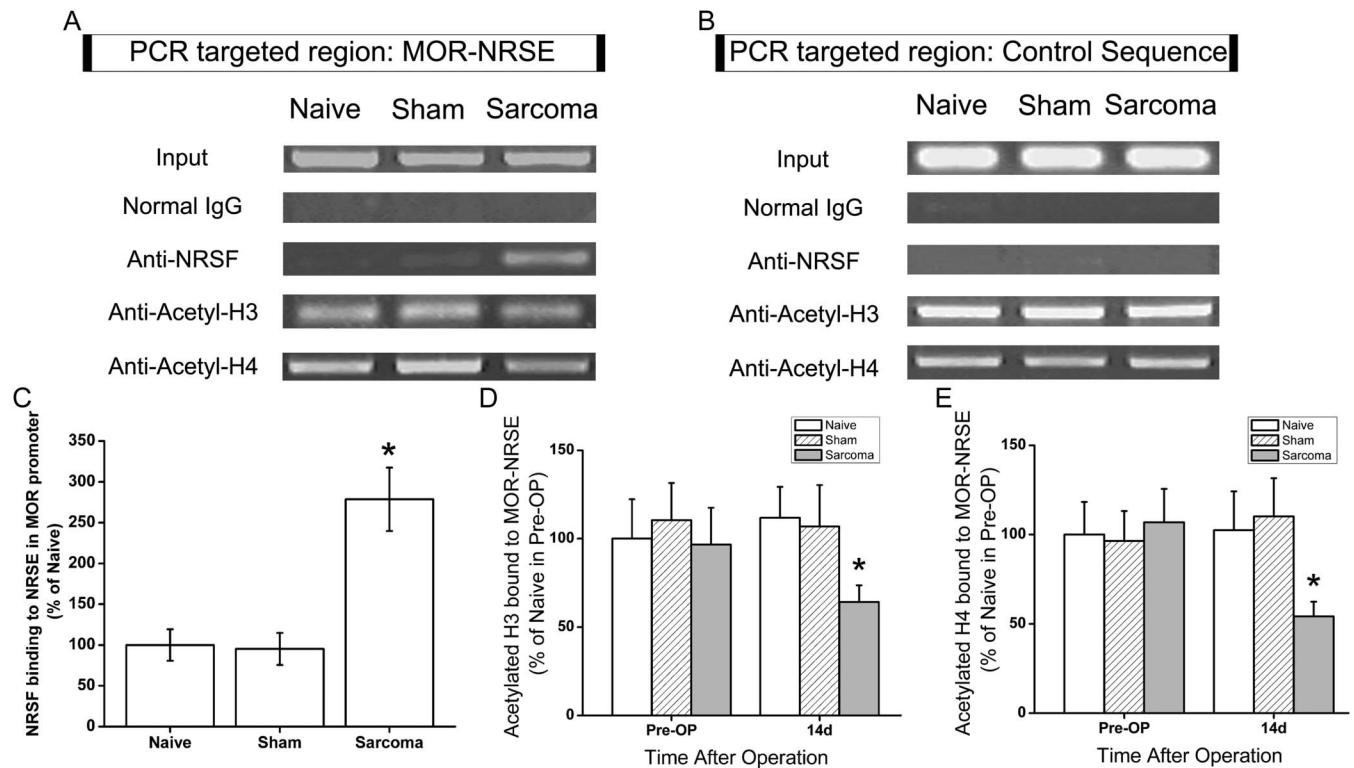 A
PCR targeted region: MOR-NRSE
Naive Sham Sarcoma
Input
Normal IgG
Anti-NRSF
Anti-Acetyl-H3
Anti-Acetyl-H4
B
PCR targeted region: Control Sequence
Naive Sham Sarcoma
Input
Normal IgG
Anti-NRSF
Anti-Acetyl-H3
Anti-Acetyl-H4
C
NRSF binding to NRSE in MOR promoter
(% of Naive)
350
300
250
200
150
100
50
0
*
Naive Sham Sarcoma
D
Acetylated H3 bound to MOR-NRSE
(% of Naive in Pre-OP)
150
100
50
0
Naive
Sham
Sarcoma
*
Pre-OP 14d
Time After Operation
E
Acetylated H4 bound to MOR-NRSE
(% of Naive in Pre-OP)
150
100
50
0
Naive
Sham
Sarcoma
*
Pre-OP 14d
Time After Operation